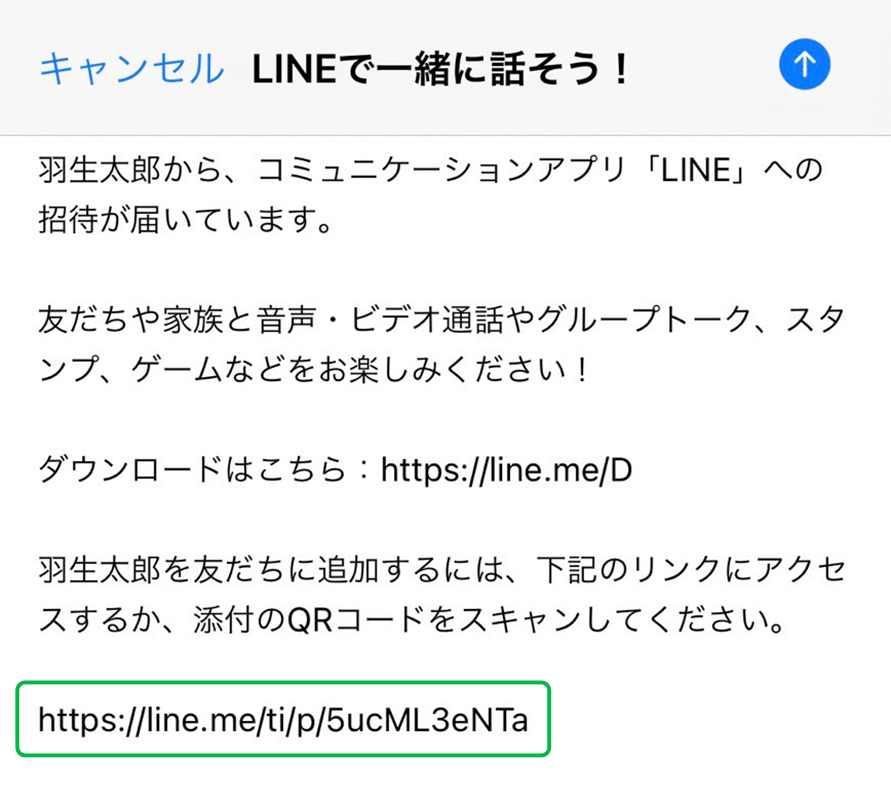 キャンセル LINEで一緒に話そう！
羽生太郎から、コミュニケーションアプリ「LINE」への
招待が届いています。
友だちや家族と音声・ビデオ通話やグループトーク、スタ
ンプ、ゲームなどをお楽しみください！
ダウンロードはこちら：https://line.me/D
羽生太郎を友だちに追加するには、下記のリンクにアクセ
スするか、添付のQRコードをスキャンしてください。
https://line.me/ti/p/5ucML3eNTa